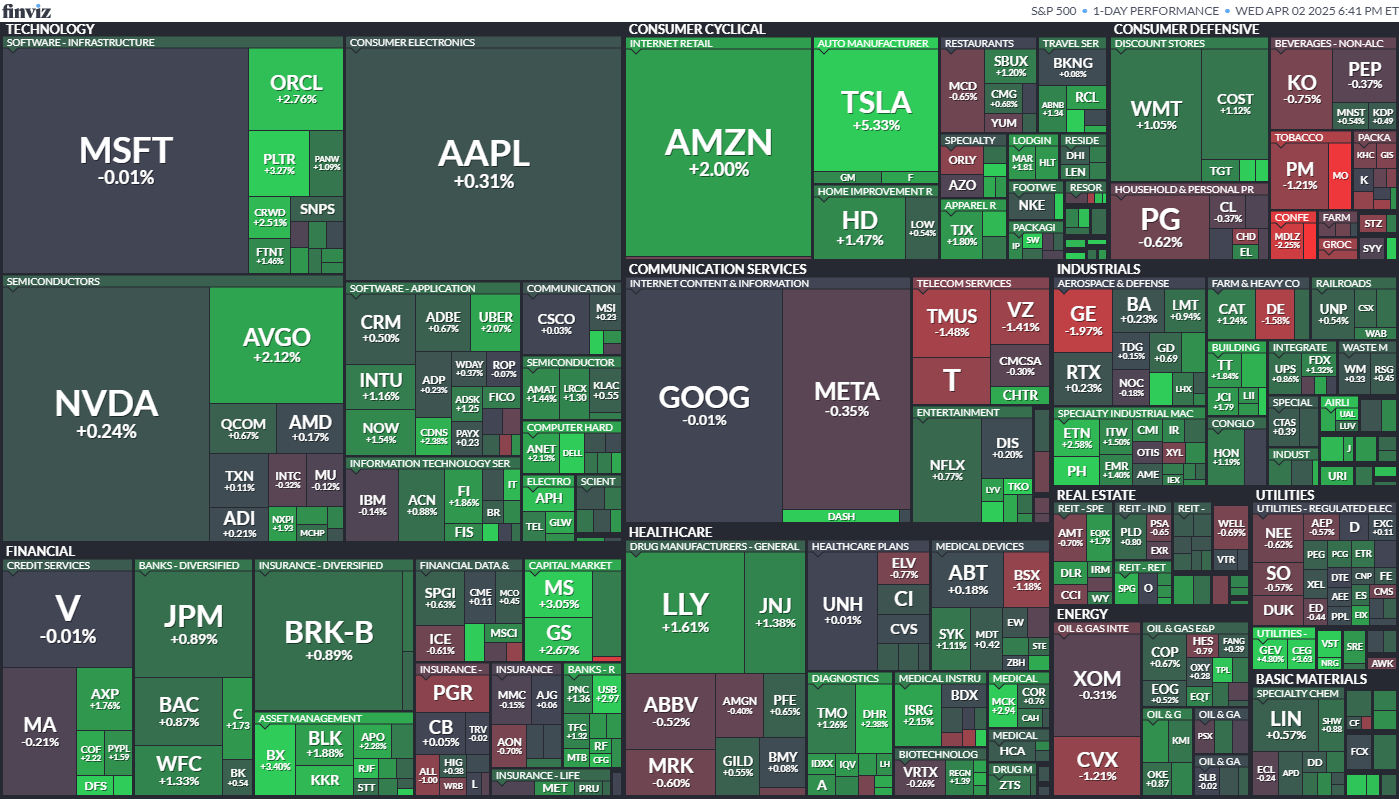 finviz
S&P 500 • 1-DAY PERFORMANCE • WED APR 02 2025 6:41 PM ET
TECHNOLOGY
SOFTWARE - INFRASTRUCTURE
MSFT
-0.01%
ORCL
+2.76%
PLTR
+3.27%
PANW
+1.09%
CRWD
+2.51%
SNPS
FTNT
+1.46%
CONSUMER ELECTRONICS
AAPL
+0.31%
SEMICONDUCTORS
NVDA
+0.24%
AVGO
+2.12%
QCOM
+0.67%
AMD
+0.17%
TXN
+0.11%
INTC
-0.32%
MU
-0.12%
ADI
+0.21%
NXPI
+1.93
MCHP
SOFTWARE - APPLICATION
CRM
+0.50%
ADBE
+0.67%
UBER
+2.07%
INTU
+1.16%
ADP
+0.23%
WDAY
+0.37%
ROP
-0.07%
ADSK
+1.25
FICO
NOW
+1.54%
CDNS
+2.38%
PAYX
+0.23
COMMUNICATION
CSCO
+0.03%
MSI
+0.23
SEMICONDUCTOR
AMAT
+1.44%
LRCX
+1.30
KLAC
+0.55
COMPUTER HARD
ANET
+2.13%
DELL
INFORMATION TECHNOLOGY SER
IBM
-0.14%
ACN
+0.88%
FI
+1.86%
IT
BR
FIS
ELECTRO
APH
TEL
GLW
SCIENT
CONSUMER CYCLICAL
INTERNET RETAIL
AMZN
+2.00%
AUTO MANUFACTURER
TSLA
+5.33%
GM
F
HOME IMPROVEMENT R
HD
+1.47%
LOW
+0.54%
RESTAURANTS
MCD
-0.65%
SBUX
+1.20%
CMG
+0.68%
YUM
TRAVEL SER
BKNG
+0.08%
ABNB
+1.34
RCL
SPECIALTY
ORLY
AZO
LODGIN
MAR
+1.81
HLT
RESIDE
DHI
LEN
APPAREL R
TJX
+1.80%
FOOTWE
NKE
RESOR
PACKAGI
IP
SW
CONSUMER DEFENSIVE
DISCOUNT STORES
WMT
+1.05%
COST
+1.12%
TGT
BEVERAGES - NON-ALC
KO
-0.75%
PEP
-0.37%
MNST
+0.54%
KDP
+0.49
TOBACCO
PM
-1.21%
MO
PACKA
KHC
GIS
K
HOUSEHOLD & PERSONAL PR
PG
-0.62%
CL
-0.37%
CHD
EL
CONFE
MDLZ
-2.25%
FARM
GROC
STZ
SYY
COMMUNICATION SERVICES
INTERNET CONTENT & INFORMATION
GOOG
-0.01%
META
-0.35%
DASH
TELECOM SERVICES
TMUS
-1.48%
VZ
-1.41%
T
CMCSA
-0.30%
CHTR
ENTERTAINMENT
NFLX
+0.77%
DIS
+0.20%
LYV
TKO
INDUSTRIALS
AEROSPACE & DEFENSE
GE
-1.97%
BA
+0.23%
LMT
+0.94%
RTX
+0.23%
TDG
+0.15%
GD
+0.69
NOC
-0.18%
LHX
FARM & HEAVY CO
CAT
+1.24%
DE
-1.58%
RAILROADS
UNP
+0.54%
CSX
WAB
BUILDING
TT
+1.84%
JCI
+1.79
LII
INTEGRATE
UPS
+0.86%
FDX
+1.32%
WASTE M
WM
+0.33
RSG
+0.45
SPECIALTY INDUSTRIAL MAC
ETN
+2.58%
ITW
+1.50%
CMI
IR
OTIS
XYL
PH
EMR
+1.40%
AME
IEX
CONGLO
HON
+1.19%
SPECIAL
CTAS
+0.39
AIRLI
UAL
LUV
INDUST
J
URI
REAL ESTATE
REIT - SPE
AMT
-0.70%
EQIX
+1.79
DLR
IRM
CCI
WY
REIT - IND
PLD
+0.80
PSA
-0.65
EXR
REIT - RET
SPG
O
REIT -
WELL
-0.69%
VTR
UTILITIES
UTILITIES - REGULATED ELEC
NEE
-0.62%
AEP
-0.57%
D
EXC
+0.11
SO
-0.57%
PEG
PCG
ETR
XEL
DTE
CNP
FE
DUK
AEE
ES
CMS
ED
-0.44
PPL
EIX
UTILITIES -
GEV
+4.80%
CEG
+3.63
VST
NRG
SRE
AWK
FINANCIAL
CREDIT SERVICES
V
-0.01%
MA
-0.21%
AXP
+1.76%
COF
+2.22
PYPL
+1.59
DFS
BANKS - DIVERSIFIED
JPM
+0.89%
BAC
+0.87%
C
+1.73
WFC
+1.33%
BK
+0.54
INSURANCE - DIVERSIFIED
BRK-B
+0.89%
ASSET MANAGEMENT
BX
+3.40%
BLK
+1.88%
APO
+2.28%
KKR
RJF
STT
FINANCIAL DATA &
SPGI
+0.63%
CME
+0.11
MCO
+0.45
ICE
-0.61%
MSCI
CAPITAL MARKET
MS
+3.05%
GS
+2.67%
INSURANCE -
PGR
CB
+0.05%
TRV
-0.02
ALL
-1.00
HIG
+0.28
WRB
L
INSURANCE
MMC
-0.15%
AJG
+0.06
AON
-0.70%
BANKS - R
PNC
+1.36
USB
+2.97
TFC
+1.32%
RF
MTB
CFG
INSURANCE - LIFE
MET
PRU
HEALTHCARE
DRUG MANUFACTURERS - GENERAL
LLY
+1.61%
JNJ
+1.38%
ABBV
-0.52%
AMGN
-0.40%
PFE
+0.65%
MRK
-0.60%
GILD
+0.55%
BMY
+0.08%
HEALTHCARE PLANS
UNH
+0.01%
ELV
-0.77%
CI
CVS
MEDICAL DEVICES
ABT
+0.18%
BSX
-1.18%
SYK
+1.11%
MDT
+0.42
EW
STE
ZBH
DIAGNOSTICS
TMO
+1.26%
DHR
+2.38%
IDXX
IQV
LH
A
MEDICAL INSTRU
ISRG
+2.15%
BDX
MEDICAL
MCK
+2.94
COR
+0.76
CAH
BIOTECHNOLOG
VRTX
-0.26%
REGN
+1.39
MEDICAL
HCA
DRUG M
ZTS
ENERGY
OIL & GAS INTE
XOM
-0.31%
CVX
-1.21%
OIL & GAS E&P
COP
+0.67%
HES
-0.79
FANG
+0.39
EOG
+0.52%
OXY
+0.28
TPL
EQT
OIL & G
KMI
OKE
+0.87
OIL & GA
PSX
OIL & GA
SLB
-0.02
BASIC MATERIALS
SPECIALTY CHEM
LIN
+0.57%
SHW
+0.88
ECL
-0.24
APD
DD
CF
FCX